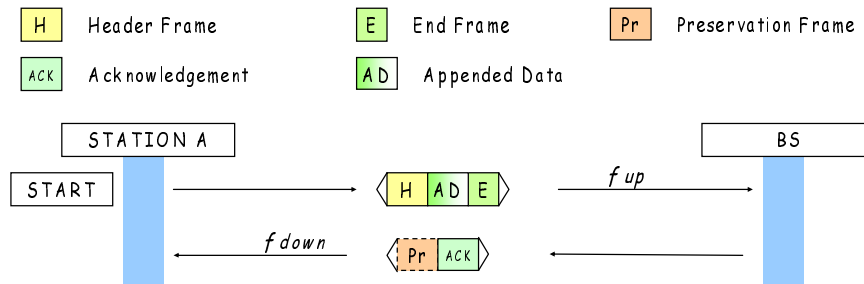 H Header Frame E End Frame Pr Preservation Frame
ACK Acknowledgement AD Appended Data
STATION A BS
START H AD E f up
f down Pr ACK